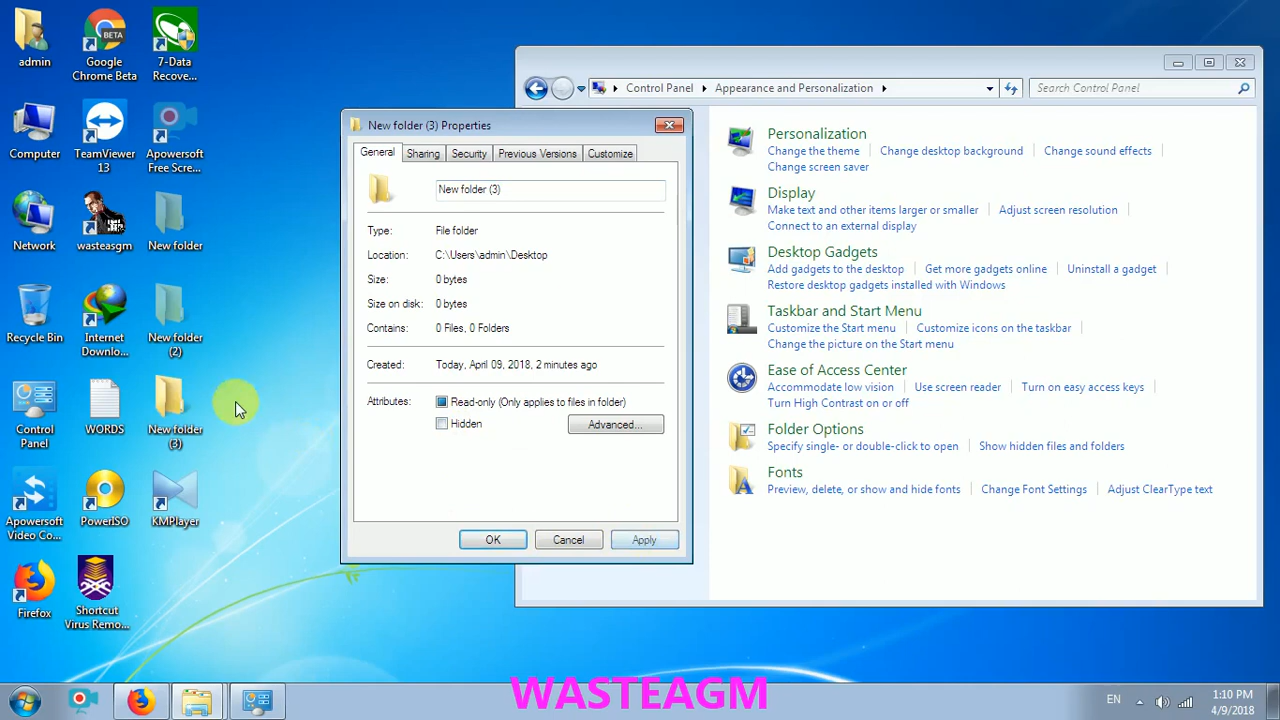 admin
Google Chrome Beta
7-Data Recove...
Computer
TeamViewer 13
Apowersoft Free Scre...
Network
wasteasgm
New folder
Recycle Bin
Internet Downlo...
New folder (2)
Control Panel
WORDS
New folder (3)
Apowersoft Video Co...
PowerISO
KMPlayer
Firefox
Shortcut Virus Remo...
Control Panel
Appearance and Personalization
Search Control Panel
New folder (3) Properties
General
Sharing
Security
Previous Versions
Customize
New folder (3)
Type: File folder
Location: C:\Users\admin\Desktop
Size: 0 bytes
Size on disk: 0 bytes
Contains: 0 Files, 0 Folders
Created: Today, April 09, 2018, 2 minutes ago
Attributes: Read-only (Only applies to files in folder)
Hidden
Advanced...
OK
Cancel
Apply
Personalization
Change the theme
Change desktop background
Change sound effects
Change screen saver
Display
Make text and other items larger or smaller
Adjust screen resolution
Connect to an external display
Desktop Gadgets
Add gadgets to the desktop
Get more gadgets online
Uninstall a gadget
Restore desktop gadgets installed with Windows
Taskbar and Start Menu
Customize the Start menu
Customize icons on the taskbar
Change the picture on the Start menu
Ease of Access Center
Accommodate low vision
Use screen reader
Turn on easy access keys
Turn High Contrast on or off
Folder Options
Specify single- or double-click to open
Show hidden files and folders
Fonts
Preview, delete, or show and hide fonts
Change Font Settings
Adjust ClearType text
WASTEAGM
EN
1:10 PM
4/9/2018